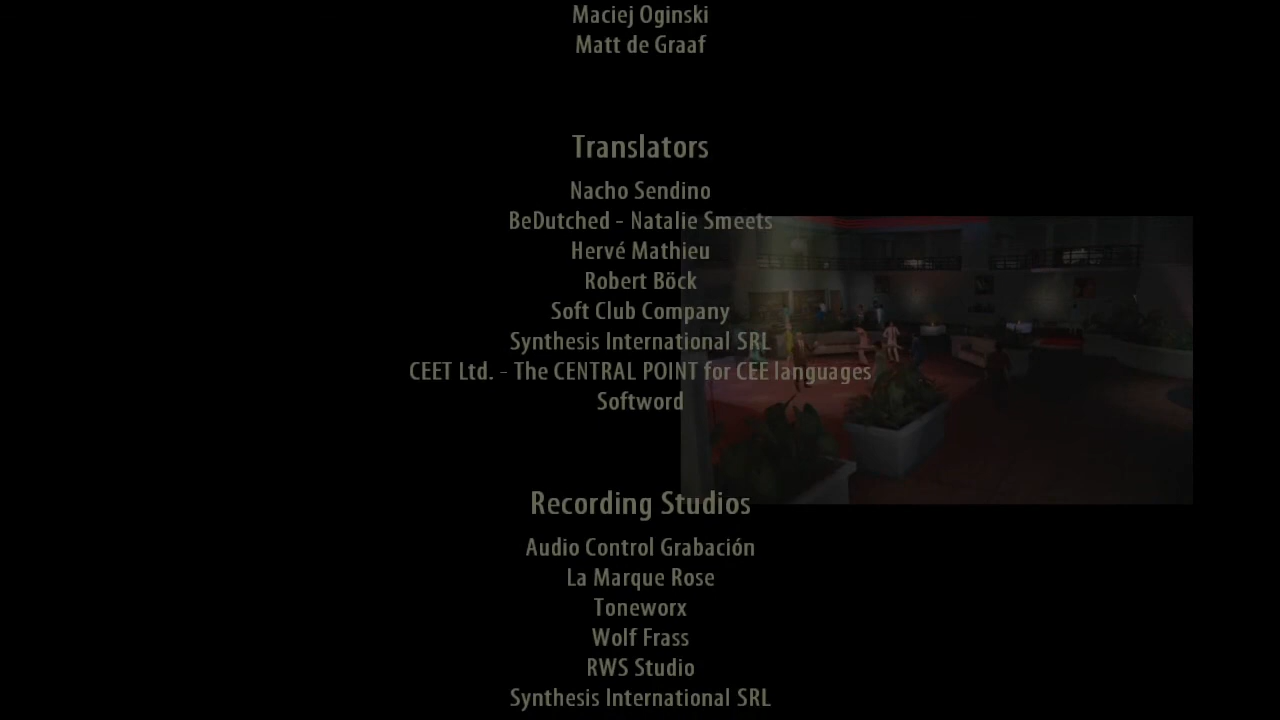 Maciej Oginski
Matt de Graaf
Translators
Nacho Sendino
BeDutched - Natalie Smeets
Hervé Mathieu
Robert Böck
Soft Club Company
Synthesis International SRL
CEET Ltd. - The CENTRAL POINT for CEE languages
Softword
Recording Studios
Audio Control Grabación
La Marque Rose
Toneworx
Wolf Frass
RWS Studio
Synthesis International SRL